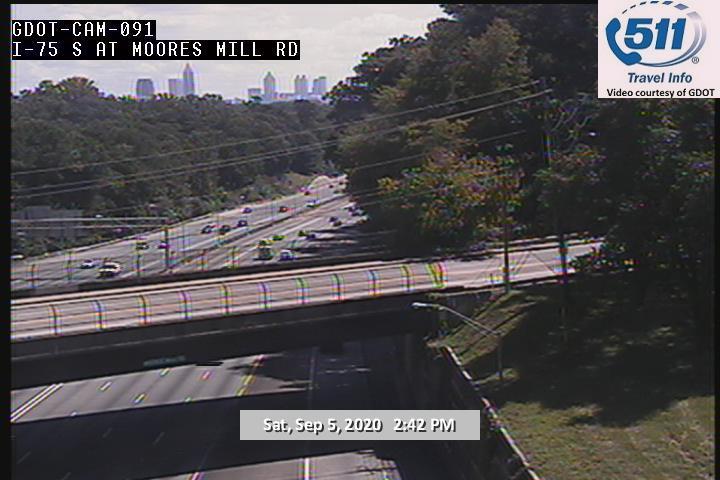 GDOT-CAM-091
I-75 S AT MOORES MILL RD
511
®
Travel Info
Video courtesy of GDOT
Sat, Sep 5, 2020 2:42 PM